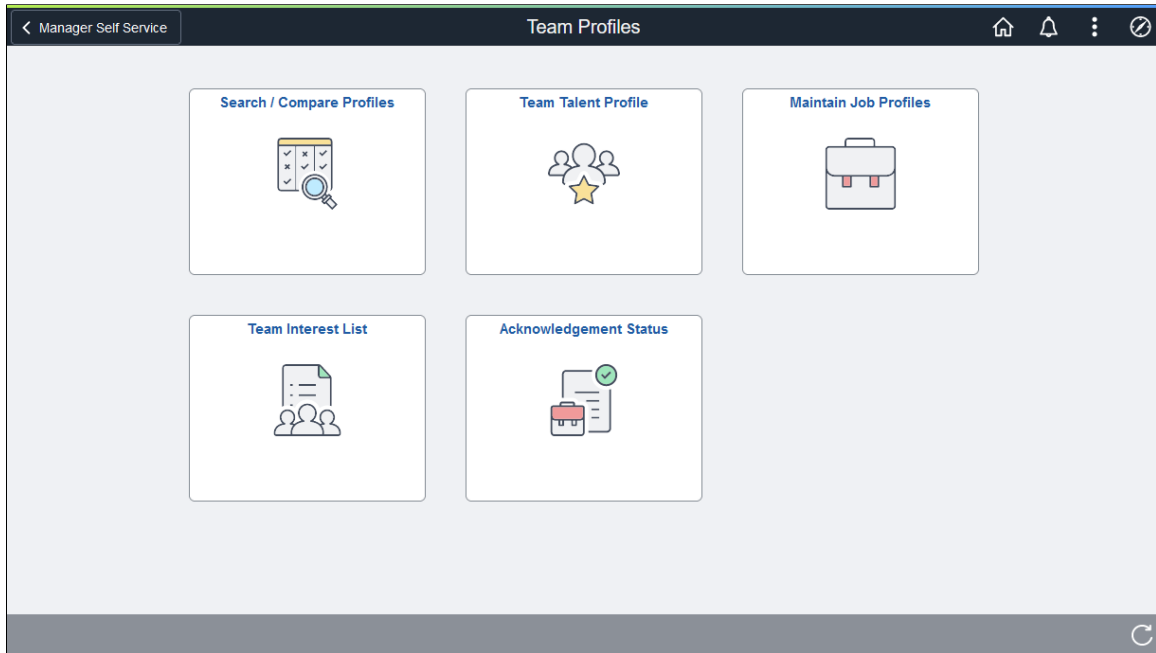 Manager Self Service
Team Profiles
Search / Compare Profiles
Team Talent Profile
Maintain Job Profiles
Team Interest List
Acknowledgement Status